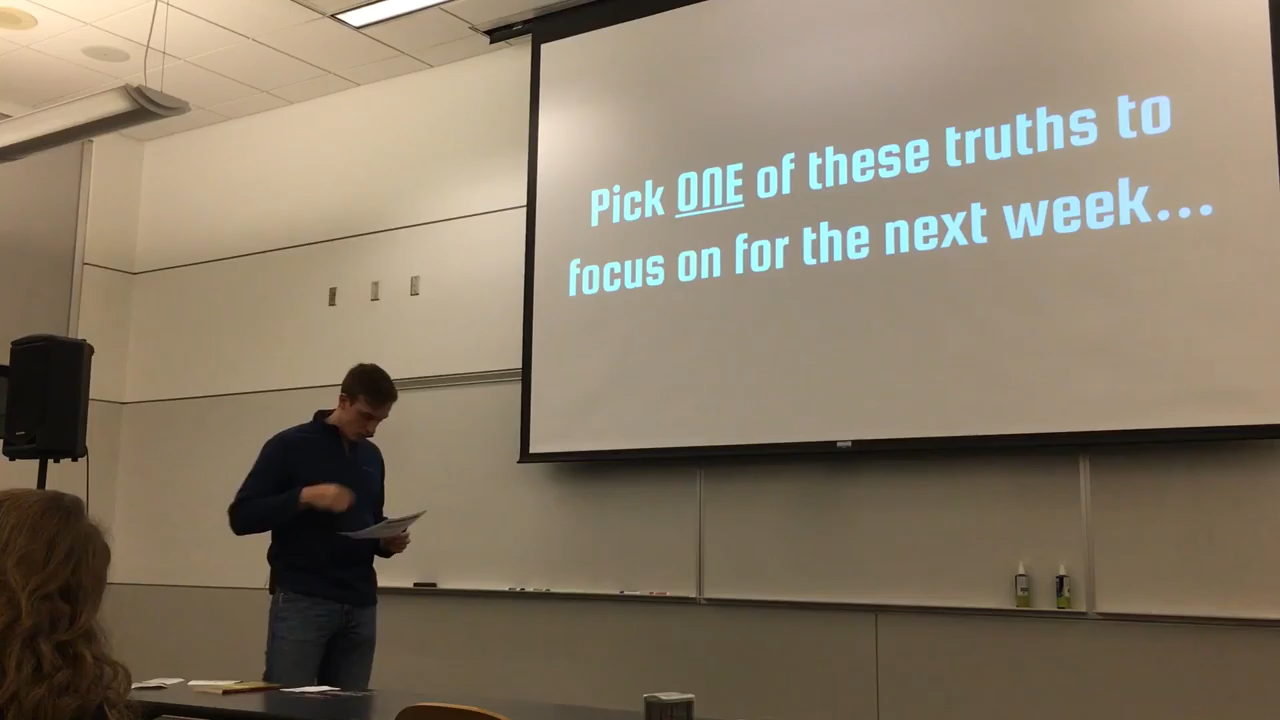 Pick ONE of these truths to
focus on for the next week...